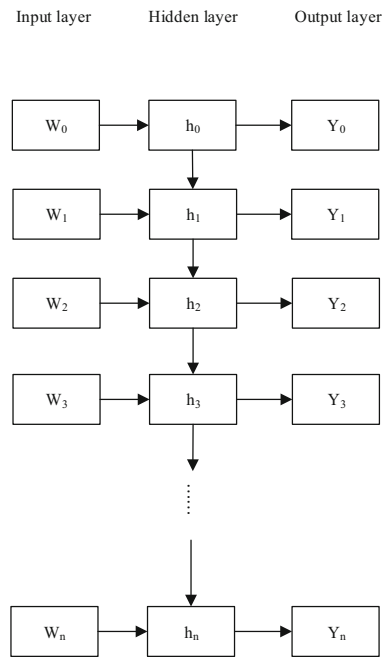 Input layer Hidden layer Output layer
W₀ h₀ Y₀
W₁ h₁ Y₁
W₂ h₂ Y₂
W₃ h₃ Y₃
......
Wₙ hₙ Yₙ